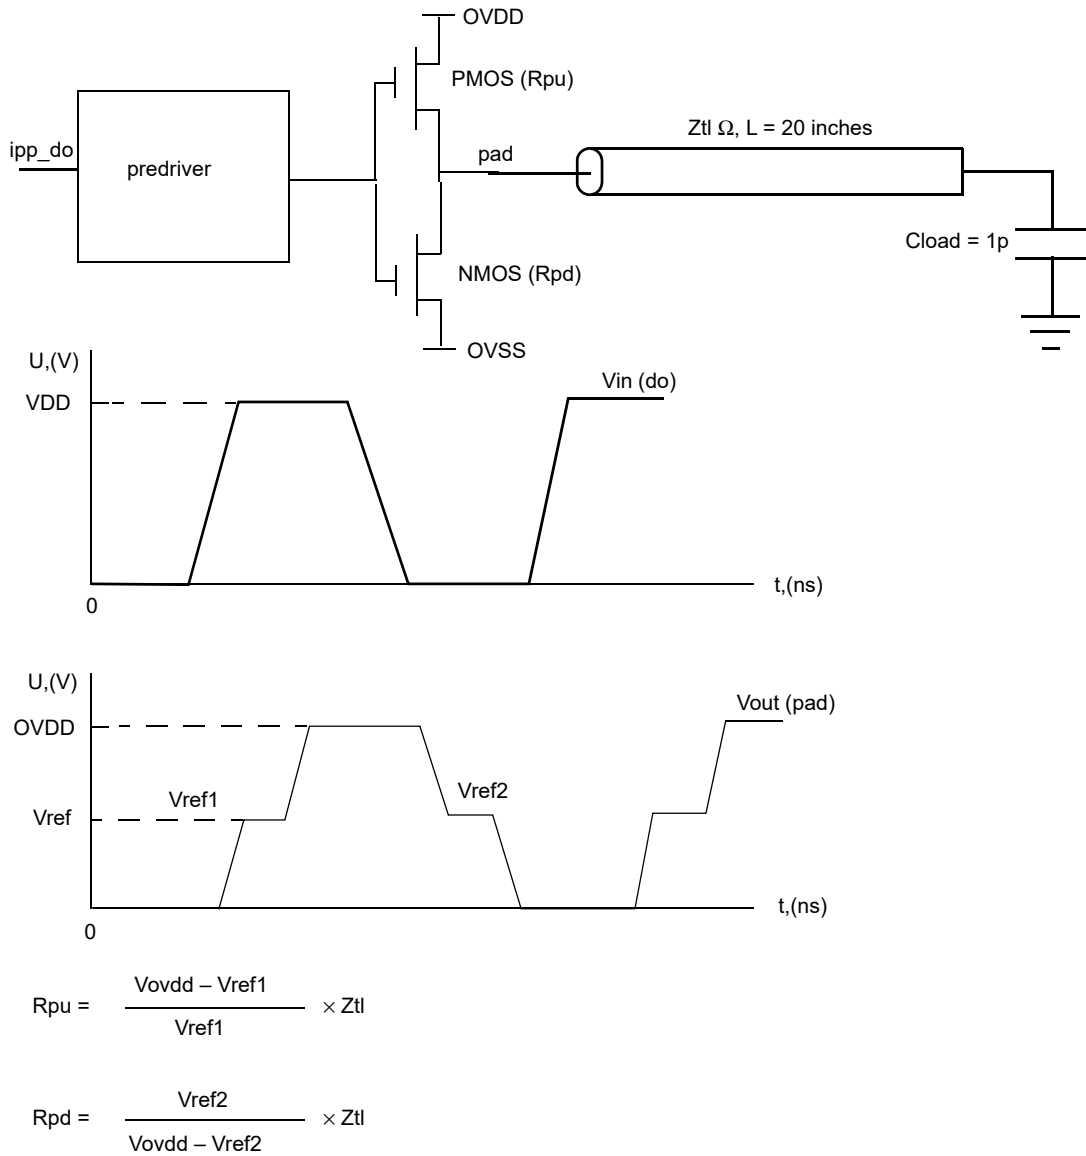 OVDD
PMOS (Rpu)
Ztl Ω, L = 20 inches
ipp_do
predriver
pad
Cload = 1p
NMOS (Rpd)
OVSS
U,(V)
VDD
Vin (do)
t,(ns)
0
U,(V)
OVDD
Vout (pad)
Vref1
Vref2
Vref
t,(ns)
0
Vovdd – Vref1
Rpu = × Ztl
Vref1
Vref2
Rpd = × Ztl
Vovdd – Vref2